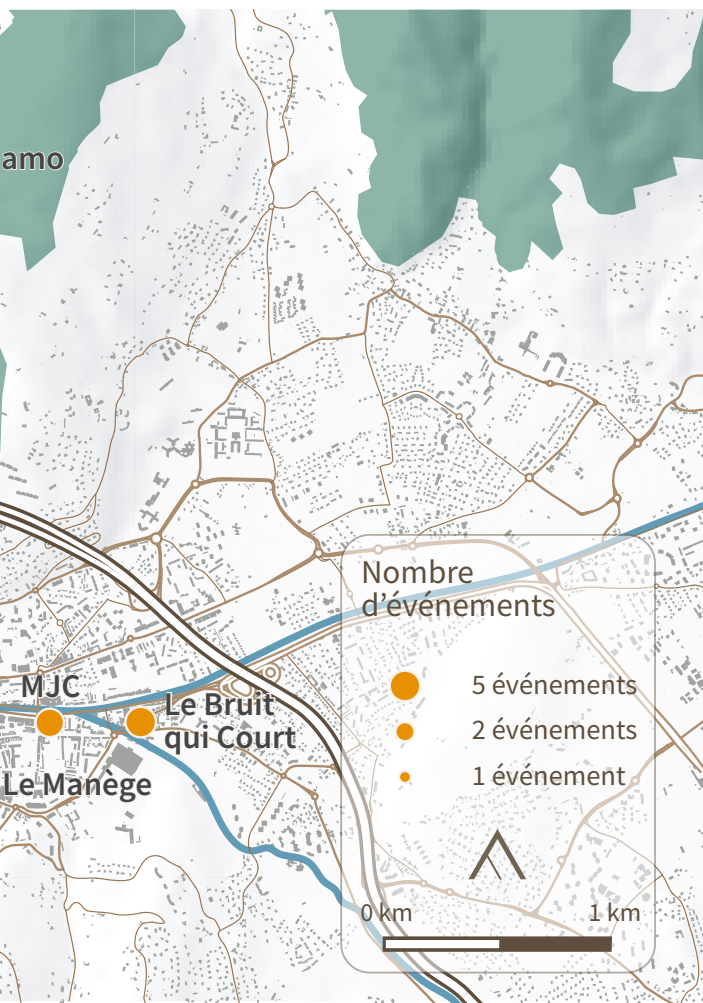 amo
MJC
Le Bruit
qui Court
Le Manège
Nombre
d’événements
5 événements
2 événements
1 événement
0 km
1 km